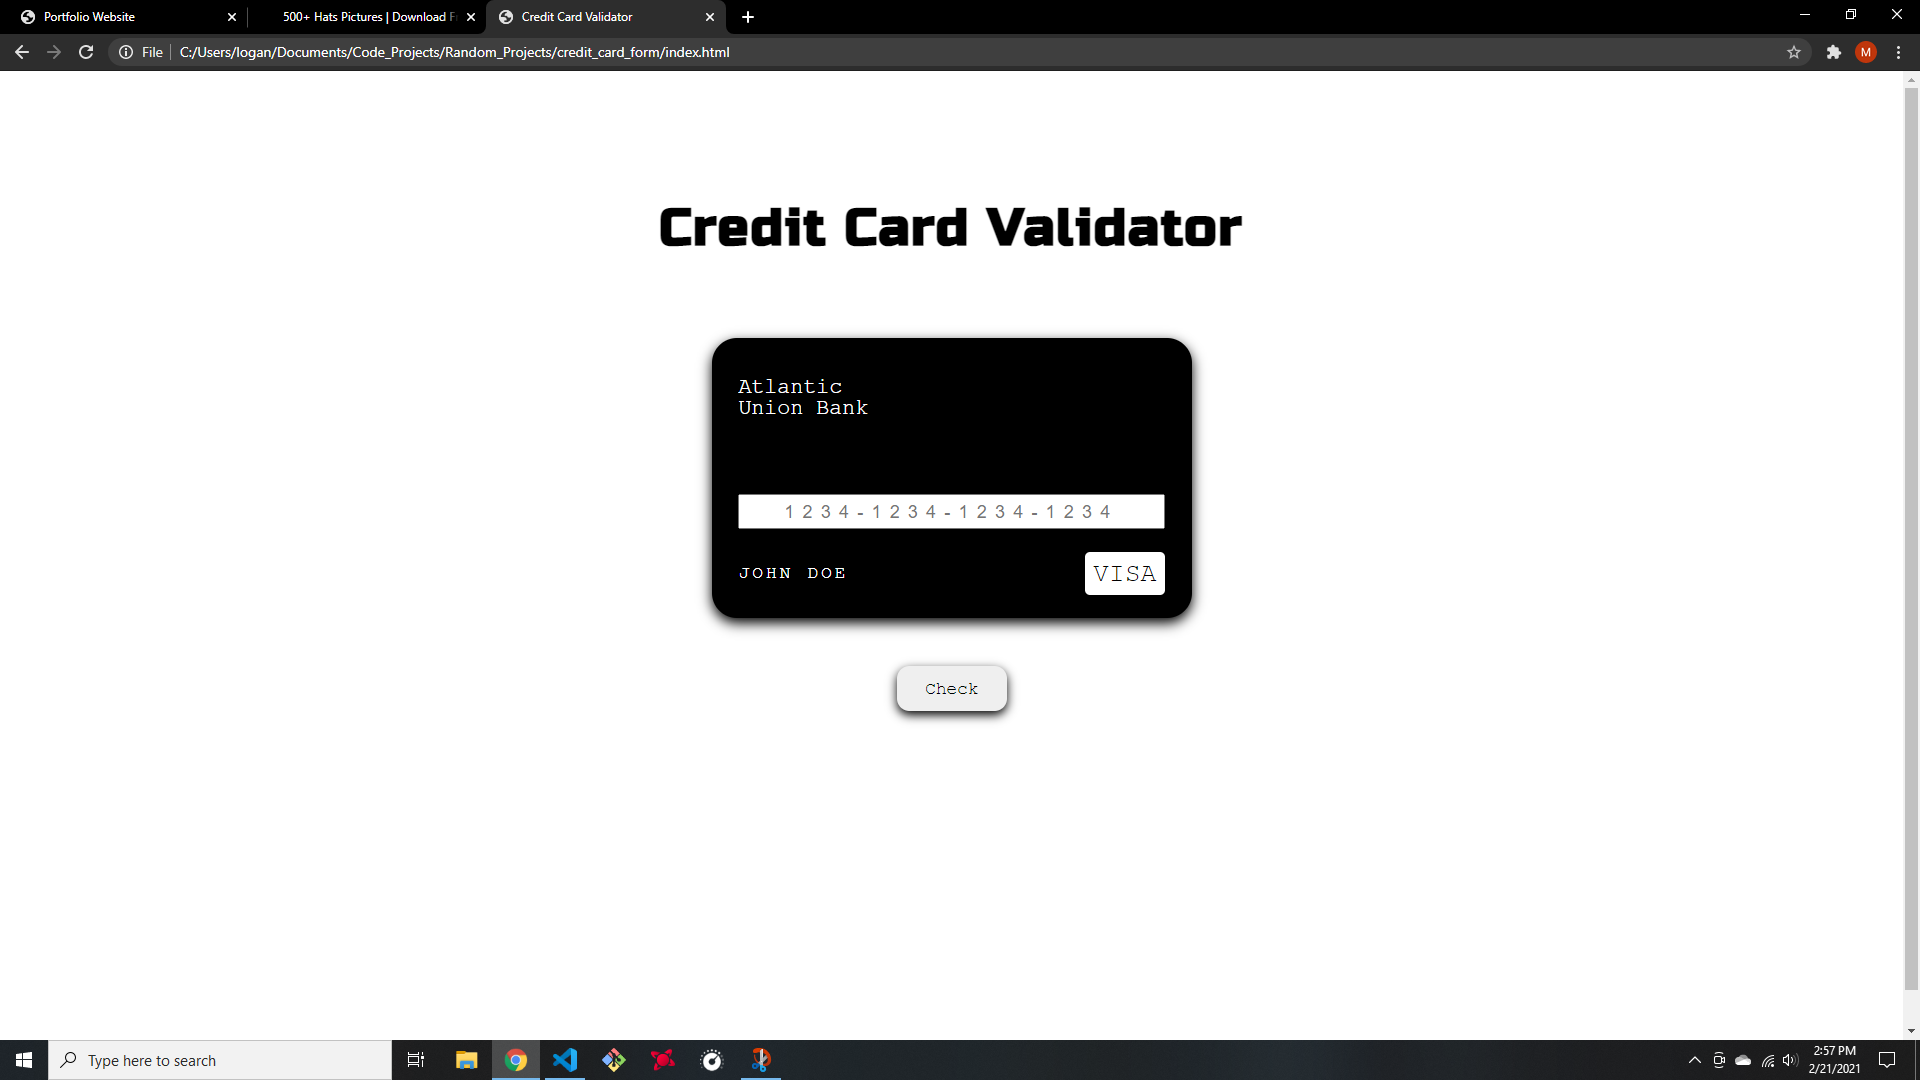 Portfolio Website
500+ Hats Pictures | Download F
Credit Card Validator
File
C:/Users/logan/Documents/Code_Projects/Random_Projects/credit_card_form/index.html
M
Credit Card Validator
Atlantic
Union Bank
1234-1234-1234-1234
JOHN DOE
VISA
Check
Type here to search
2:57 PM
2/21/2021